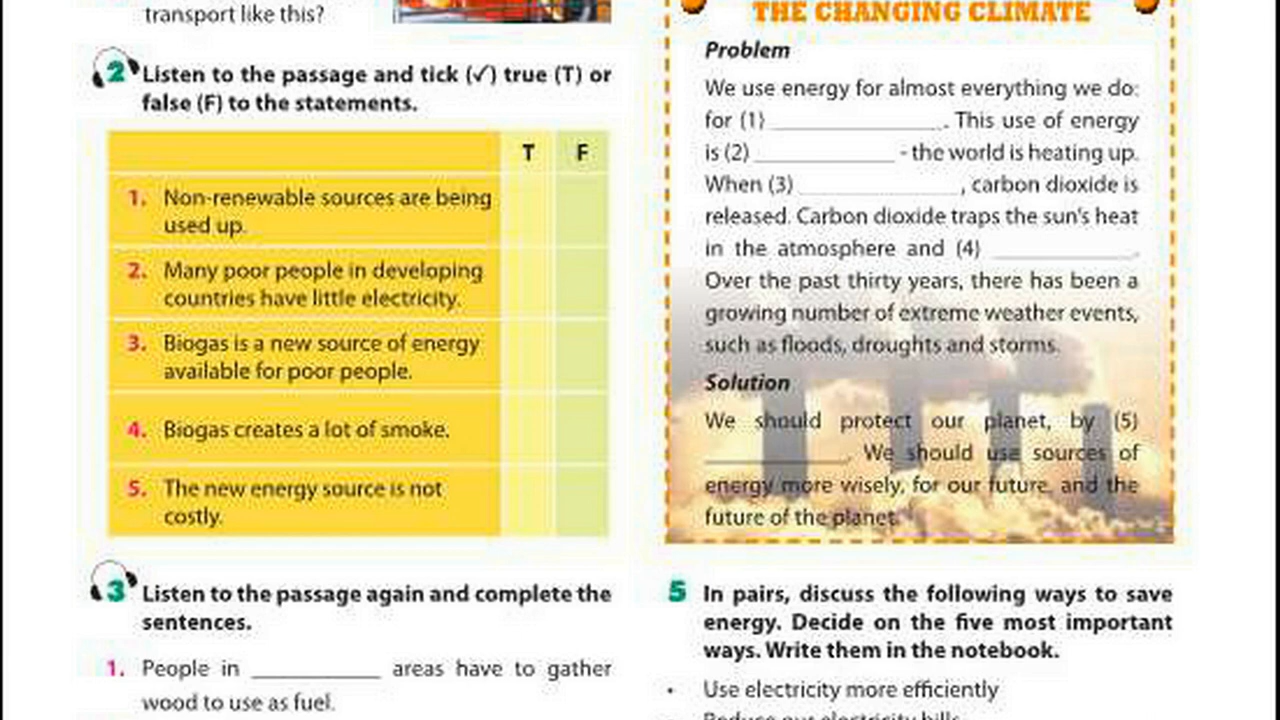 transport like this?
2 Listen to the passage and tick (✓) true (T) or
false (F) to the statements.
T F
1. Non-renewable sources are being
used up.
2. Many poor people in developing
countries have little electricity.
3. Biogas is a new source of energy
available for poor people.
4. Biogas creates a lot of smoke.
5. The new energy source is not
costly.
3 Listen to the passage again and complete the
sentences.
1. People in ____________ areas have to gather
wood to use as fuel.
THE CHANGING CLIMATE
Problem
We use energy for almost everything we do:
for (1) ________________. This use of energy
is (2) _____________ - the world is heating up.
When (3) _______________, carbon dioxide is
released. Carbon dioxide traps the sun's heat
in the atmosphere and (4) _____________.
Over the past thirty years, there has been a
growing number of extreme weather events,
such as floods, droughts and storms.
Solution
We should protect our planet, by (5)
_____________. We should use sources of
energy more wisely, for our future, and the
future of the planet.
5 In pairs, discuss the following ways to save
energy. Decide on the five most important
ways. Write them in the notebook.
• Use electricity more efficiently
Reduce our electricity bills